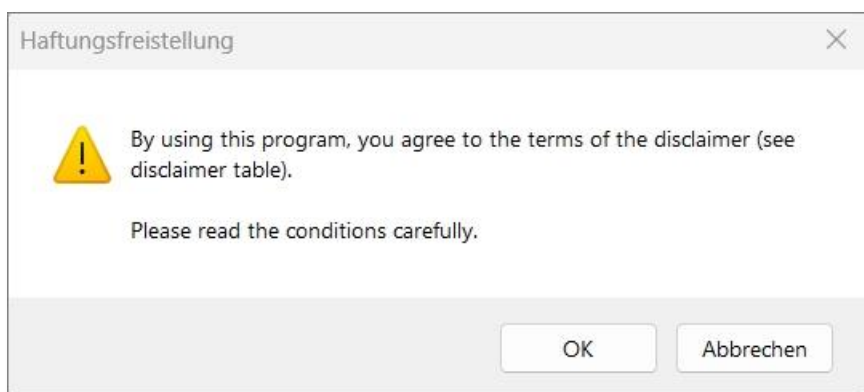 Haftungsfreistellung
By using this program, you agree to the terms of the disclaimer (see
disclaimer table).
Please read the conditions carefully.
OK
Abbrechen